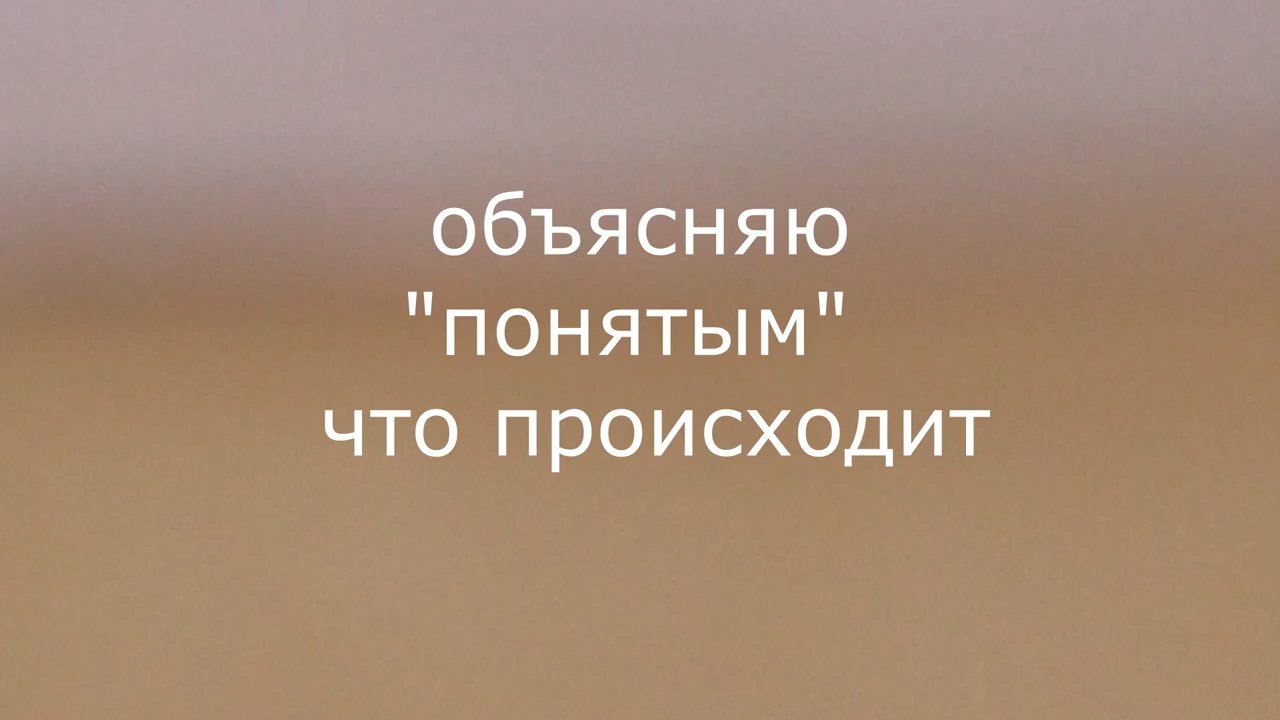 объясняю
"понятым"
что происходит